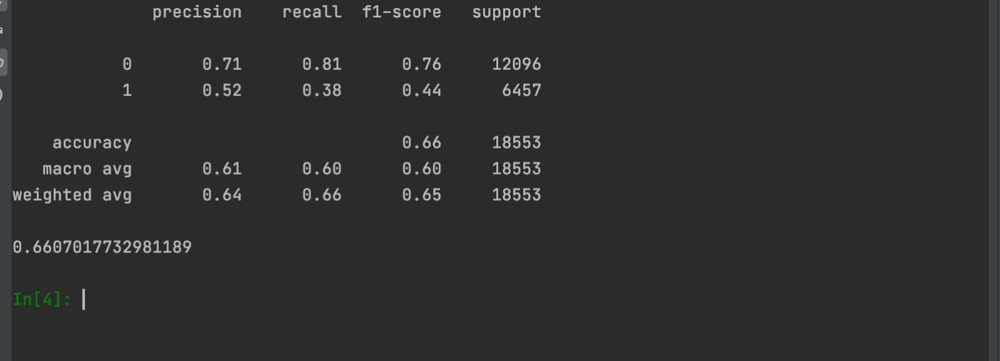 precision recall f1-score support
0 0.71 0.81 0.76 12096
1 0.52 0.38 0.44 6457
accuracy 0.66 18553
macro avg 0.61 0.60 0.60 18553
weighted avg 0.64 0.66 0.65 18553
0.6607017732981189
In[4]: